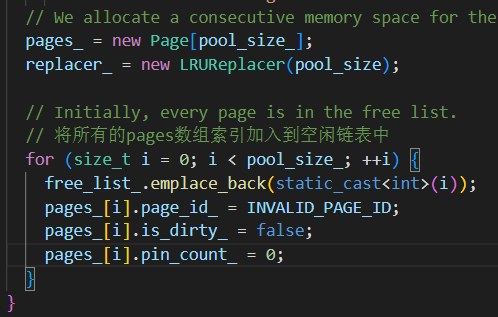 // We allocate a consecutive memory space for the
pages_ = new Page[pool_size_];
replacer_ = new LRUReplacer(pool_size);
// Initially, every page is in the free list.
// 将所有的pages数组索引加入到空闲链表中
for (size_t i = 0; i < pool_size_; ++i) {
free_list_.emplace_back(static_cast<int>(i));
pages_[i].page_id_ = INVALID_PAGE_ID;
pages_[i].is_dirty_ = false;
pages_[i].pin_count_ = 0;
}
}